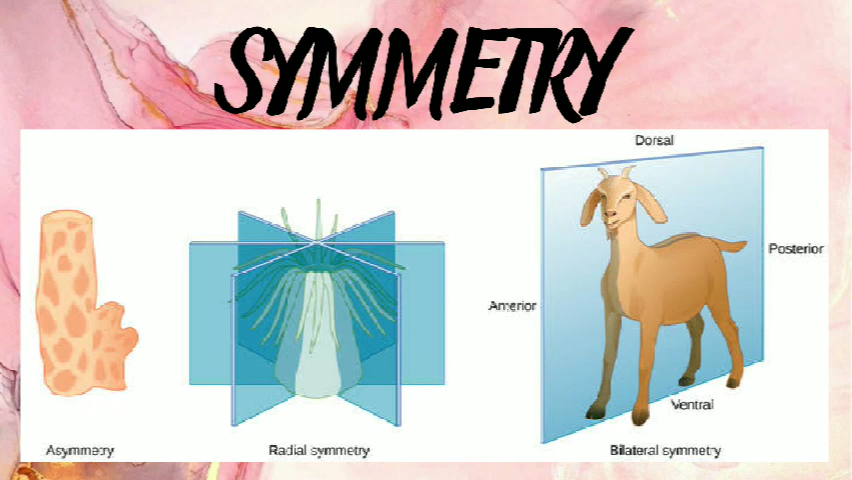 SYMMETRY
Dorsal
Posterior
Anterior
Ventral
Asymmetry
Radial symmetry
Bilateral symmetry